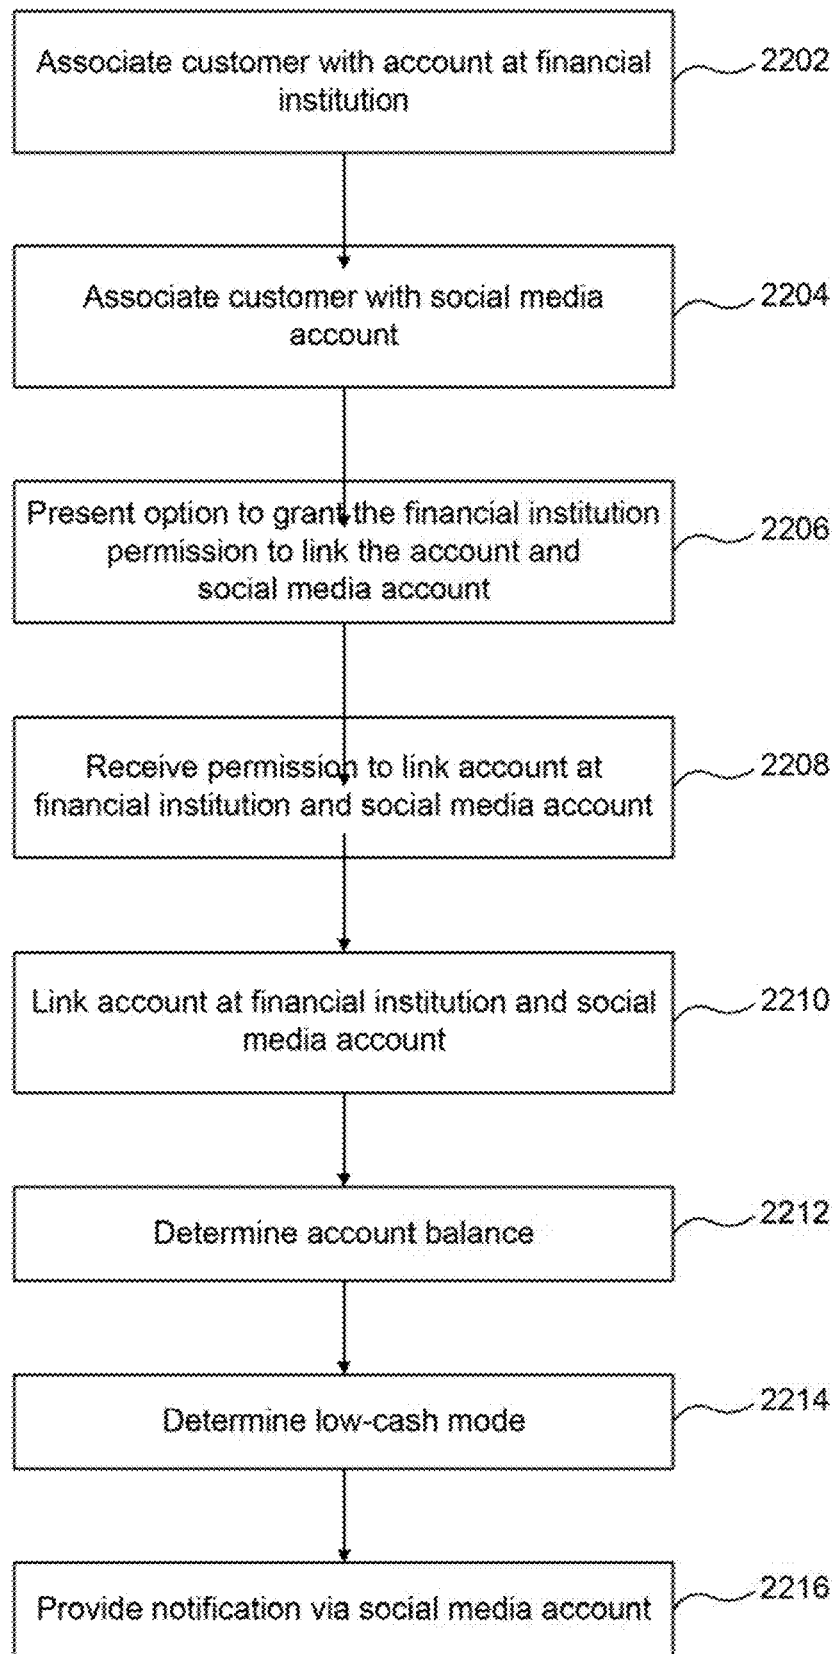 Associate customer with account at financial
institution
2202
Associate customer with social media
account
2204
Present option to grant the financial institution
permission to link the account and
social media account
2206
Receive permission to link account at
financial institution and social media account
2208
Link account at financial institution and social
media account
2210
Determine account balance
2212
Determine low-cash mode
2214
Provide notification via social media account
2216